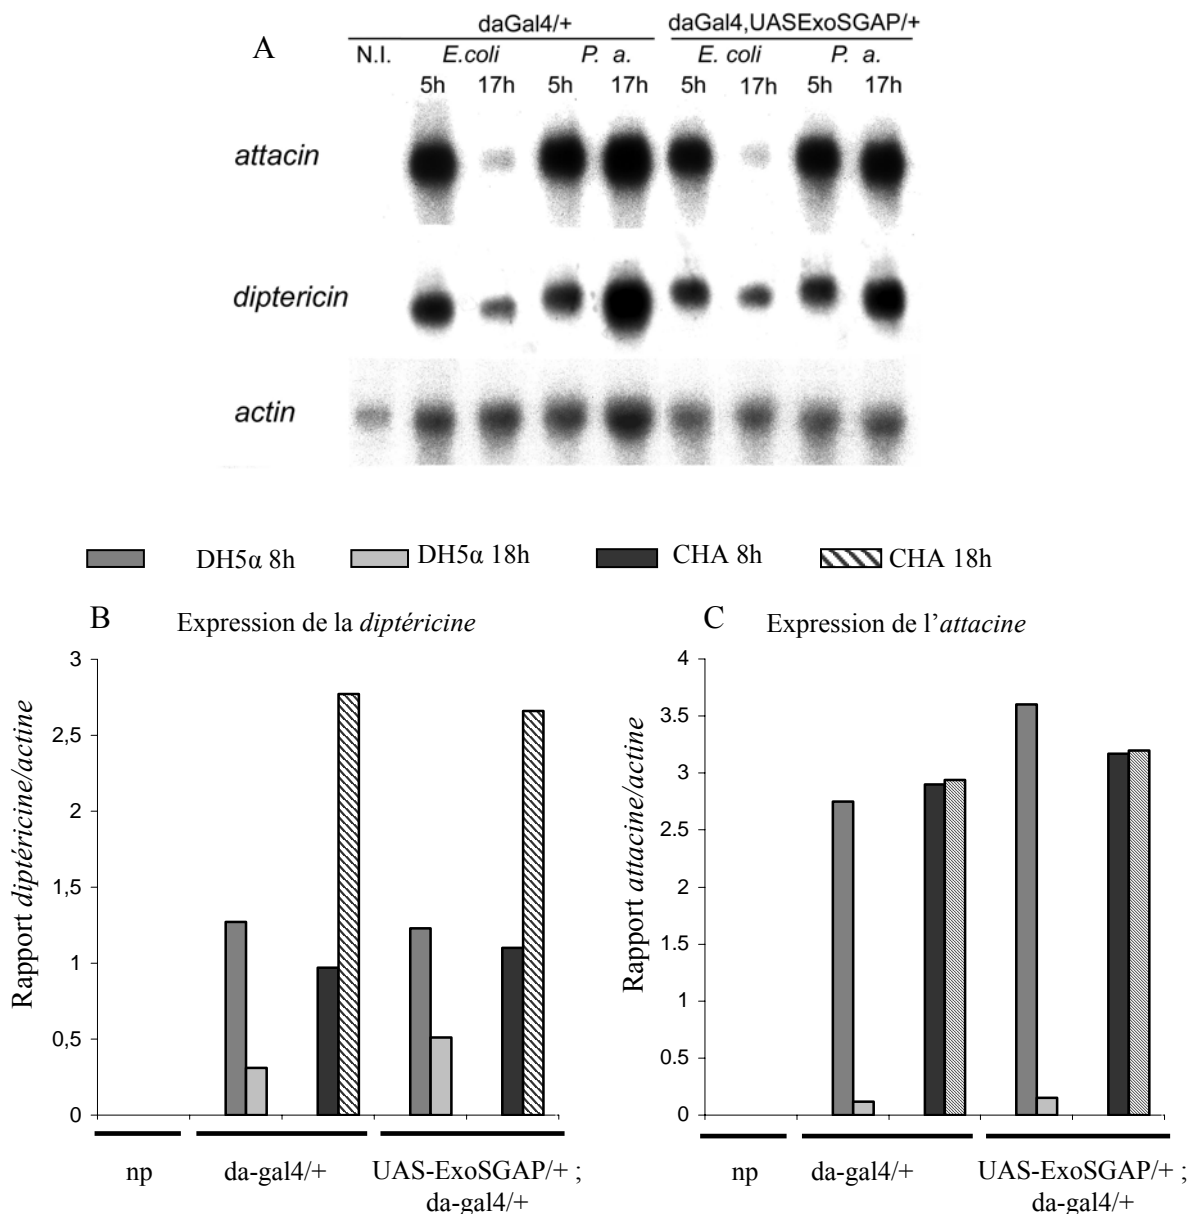 daGal4/+ daGal4,UASExoSGAP/+
A N.I. E.coli P. a. E. coli P. a.
5h 17h 5h 17h 5h 17h 5h 17h
attacin
diptericin
actin
DH5α 8h DH5α 18h CHA 8h CHA 18h
B Expression de la diptéricine
Rapport diptéricine/actine
3
2,5
2
1,5
1
0,5
0
np da-gal4/+ UAS-ExoSGAP/+ ;
da-gal4/+
C Expression de l’attacine
Rapport attacine/actine
4
3.5
3
2.5
2
1.5
1
0.5
0
np da-gal4/+ UAS-ExoSGAP/+ ;
da-gal4/+